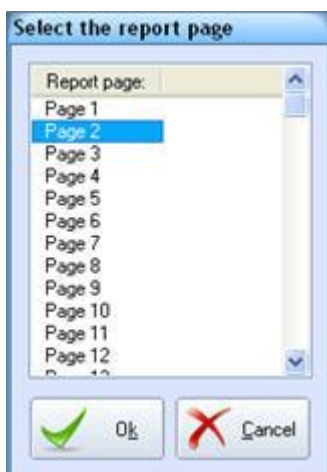 Select the report page
Report page:
Page 1
Page 2
Page 3
Page 4
Page 5
Page 6
Page 7
Page 8
Page 9
Page 10
Page 11
Page 12
Ok Cancel